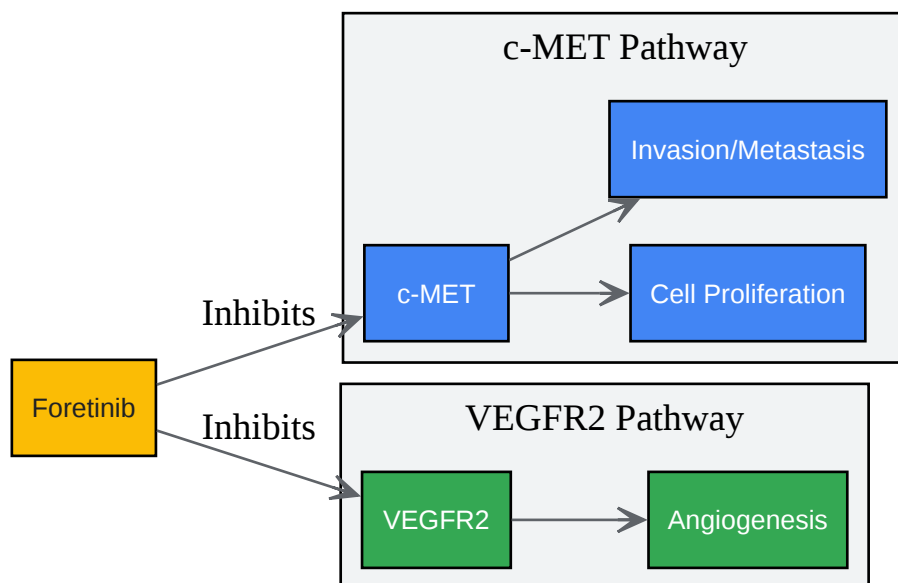 c-MET Pathway
Invasion/Metastasis
c-MET
Cell Proliferation
Inhibits
Foretinib
Inhibits
VEGFR2 Pathway
VEGFR2
Angiogenesis